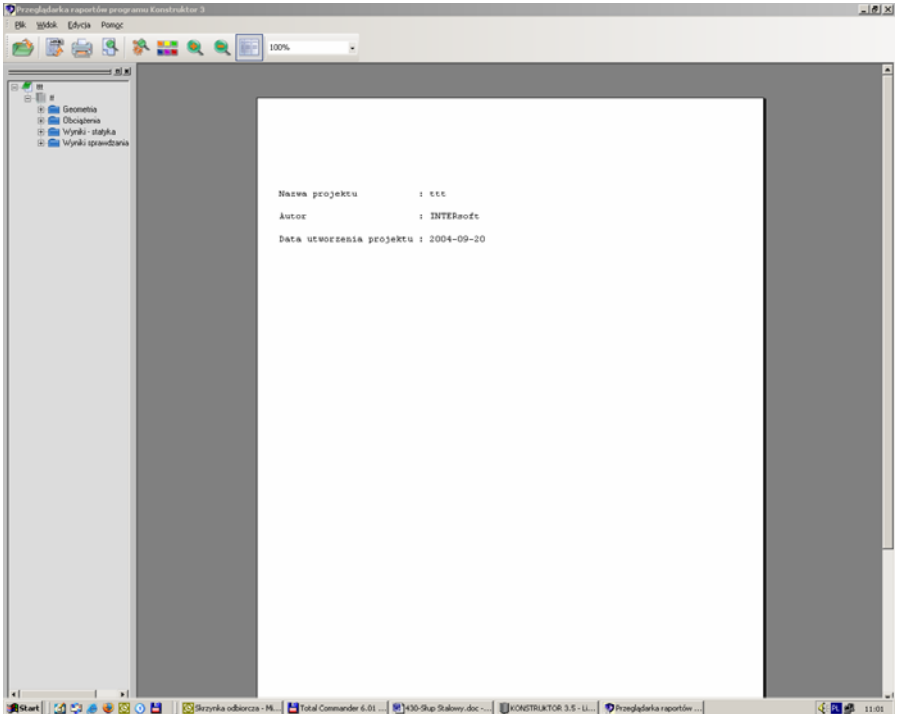 Przeglądarka raportów programu Konstruktor 3
Plik Widok Edycja Pomoc
100%
Geometria
Obciążenia
Wyniki - statyka
Wyniki sprawdzania
Nazwa projektu : ttt
Autor : INTERsoft
Data utworzenia projektu : 2004-09-20
Start Skrzynka odbiorcza - Mi... Total Commander 6.01 ... 430-Słup Stalowy.doc -... KONSTRUKTOR 3.5 - Li... Przeglądarka raportów ... PL 11:01